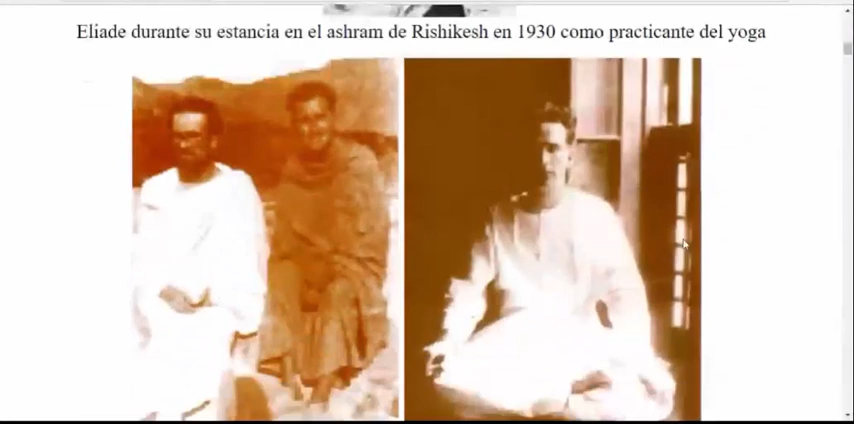 Eliade durante su estancia en el ashram de Rishikesh en 1930 como practicante del yoga